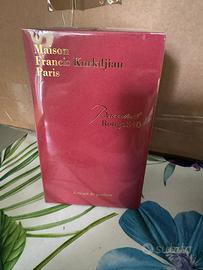 Maison
Francis Kurkdjian
Paris
Baccarat
Rouge 540
Extrait de parfum
SUBITO